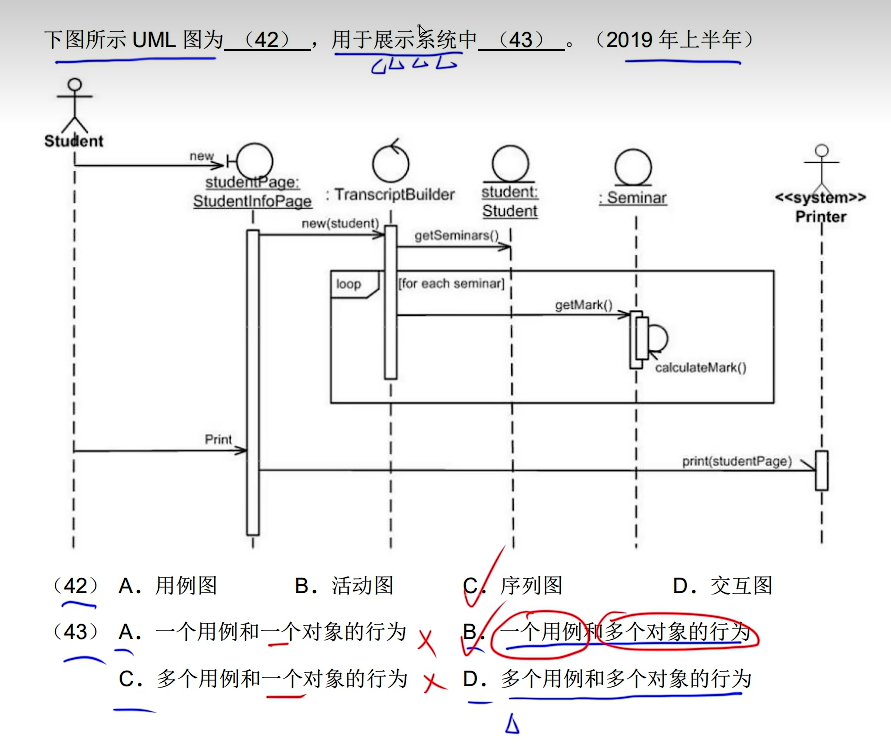 下图所示 UML 图为（42），用于展示系统中（43）。（2019 年上半年）
Student
new
studentPage:
StudentInfoPage
: TranscriptBuilder
student:
Student
: Seminar
<<system>>
Printer
new(student)
getSeminars()
loop
[for each seminar]
getMark()
calculateMark()
Print
print(studentPage)
（42） A．用例图 B．活动图 C．序列图 D．交互图
（43） A．一个用例和一个对象的行为 B．一个用例和多个对象的行为
C．多个用例和一个对象的行为 D．多个用例和多个对象的行为